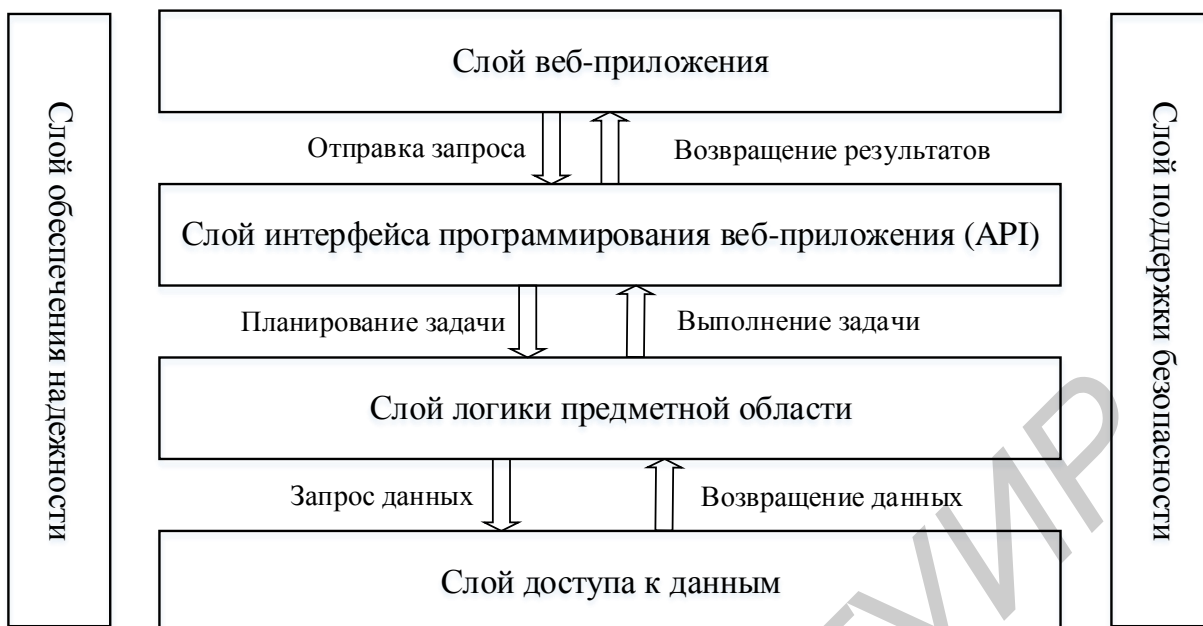 Слой обеспечения надежности
Слой веб-приложения
Отправка запроса
Возвращение результатов
Слой интерфейса программирования веб-приложения (API)
Планирование задачи
Выполнение задачи
Слой логики предметной области
Запрос данных
Возвращение данных
Слой доступа к данным
Слой поддержки безопасности